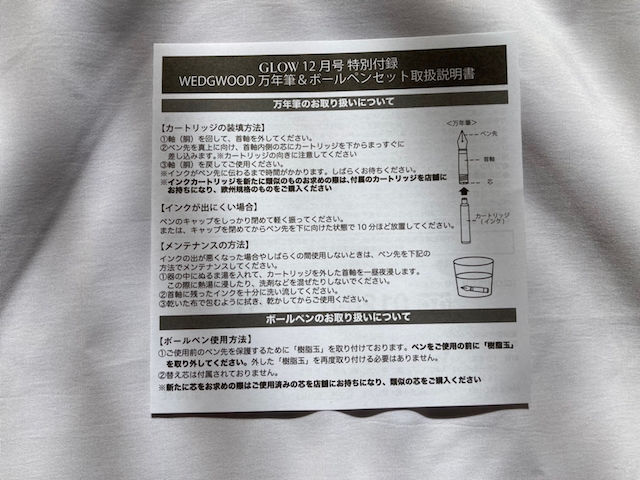 GLOW 12月号 特別付録
WEDGWOOD 万年筆&ボールペンセット取扱説明書
万年筆のお取り扱いについて
【カートリッジの装填方法】
①軸（胴）を回して、首軸を外してください。
②ペン先を真上に向け、首軸内側の芯にカートリッジを下からまっすぐに
差し込みます。※カートリッジの向きに注意してください
③軸（胴）を戻してご使用ください。
※インクがペン先に伝わるまで時間がかかります。しばらくお待ちください。
※インクカートリッジを新たに類似のものお求めの際は、付属のカートリッジを店舗に
お持ちになり、欧州規格のものをご購入ください
<万年筆>
ペン先
首軸
芯
カートリッジ
（インク）
【インクが出にくい場合】
ペンのキャップをしっかり閉めて軽く振ってください。
または、キャップを閉めてからペン先を下に向けた状態で10分ほど放置してください。
【メンテナンスの方法】
インクの出が悪くなった場合やしばらくの間使用しないときは、ペン先を下記の
方法でメンテナンスしてください。
①器の中にぬるま湯を入れて、カートリッジを外した首軸を一昼夜浸します。
この際に熱湯に浸したり、洗剤などを混ぜたりしないでください。
②首軸に残ったインクを十分に洗い流してください。
③乾いた布で包むように拭き、乾かしてからご使用ください。
ボールペンのお取り扱いについて
【ボールペン使用方法】
①ご使用前のペン先を保護するために「樹脂玉」を取り付けております。ペンをご使用の前に「樹脂玉」
を取り外してください。外した「樹脂玉」を再度取り付ける必要はありません。
②替え芯は付属されておりません。
※新たに芯をお求めの際はご使用済みの芯を店舗にお持ちになり、類似の芯をご購入ください